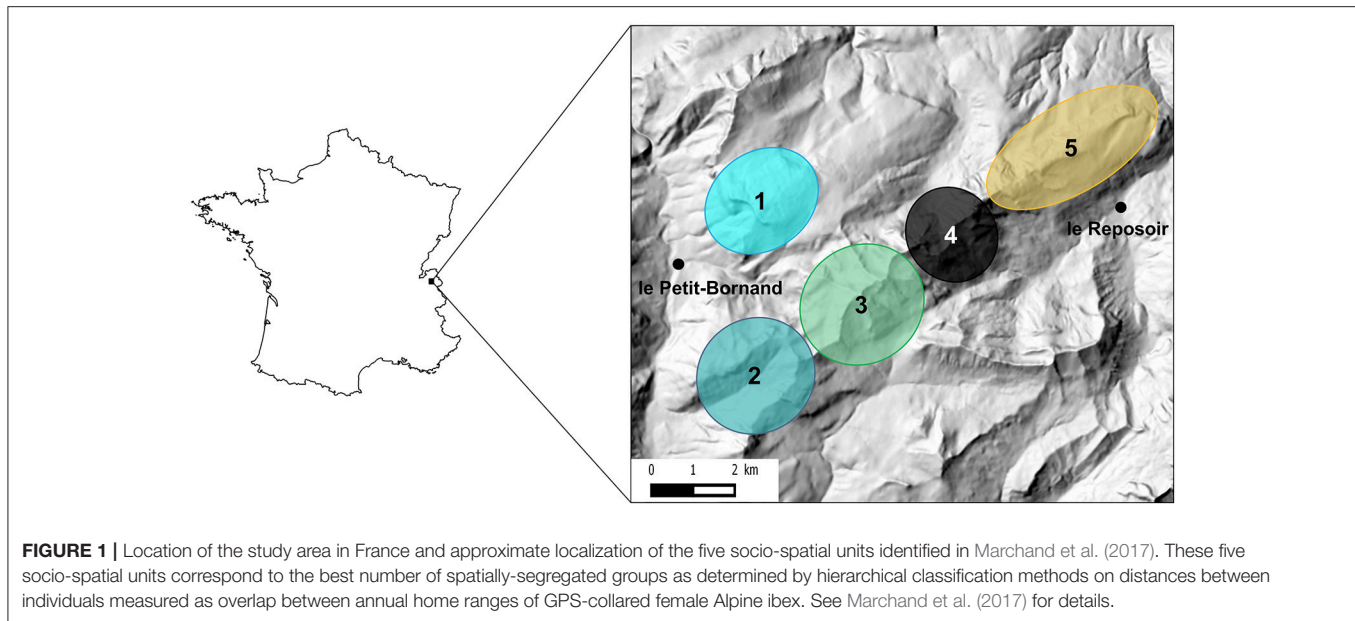 1
5
4
le Reposoir
le Petit-Bornand
3
2
0 1 2 km
FIGURE 1 | Location of the study area in France and approximate localization of the five socio-spatial units identified in Marchand et al. (2017). These five
socio-spatial units correspond to the best number of spatially-segregated groups as determined by hierarchical classification methods on distances between
individuals measured as overlap between annual home ranges of GPS-collared female Alpine ibex. See Marchand et al. (2017) for details.